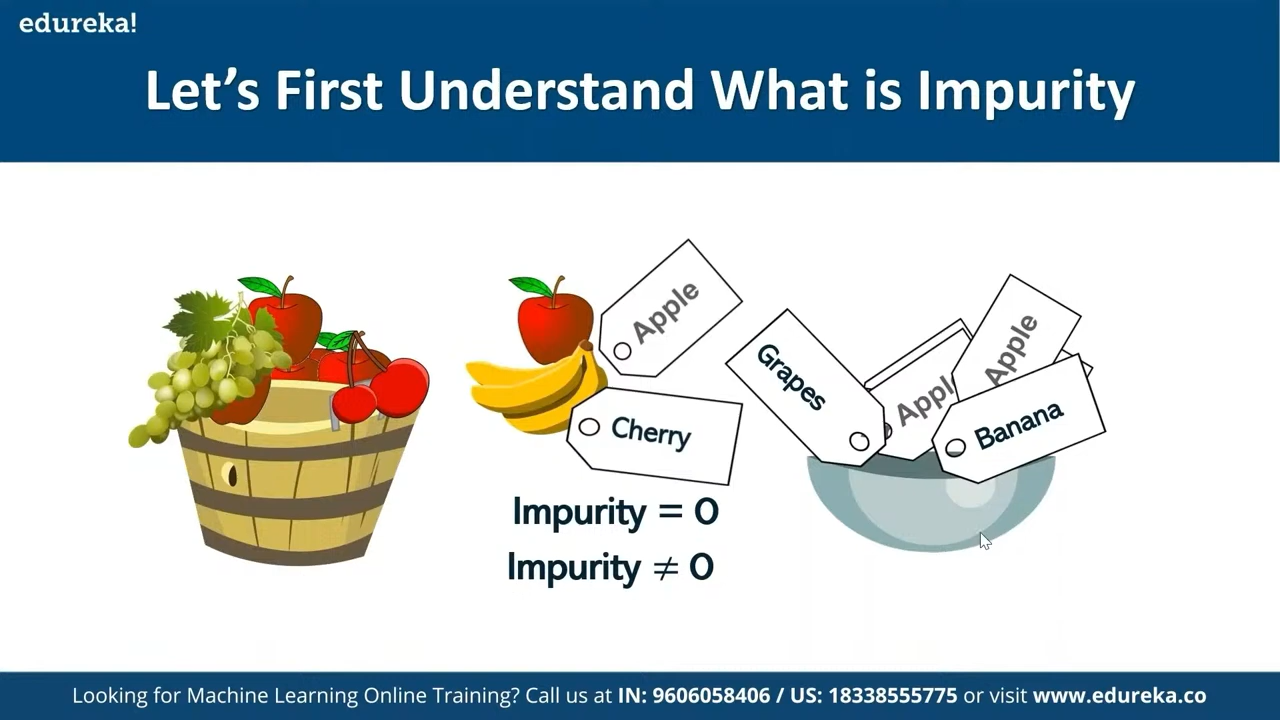 edureka!
Let's First Understand What is Impurity
Apple
Cherry
Grapes
Apple
Banana
Impurity = 0
Impurity ≠ 0
Looking for Machine Learning Online Training? Call us at IN: 9606058406 / US: 18338555775 or visit www.edureka.co